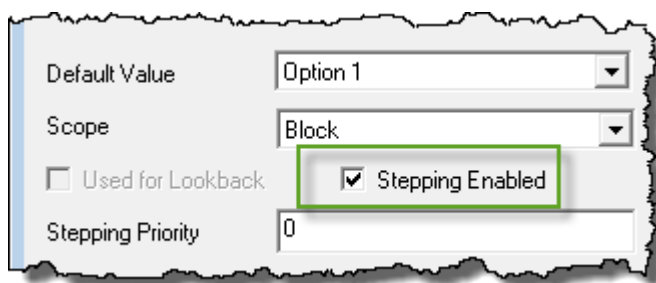 Default Value Option 1
Scope Block
Used for Lookback Stepping Enabled
Stepping Priority 0